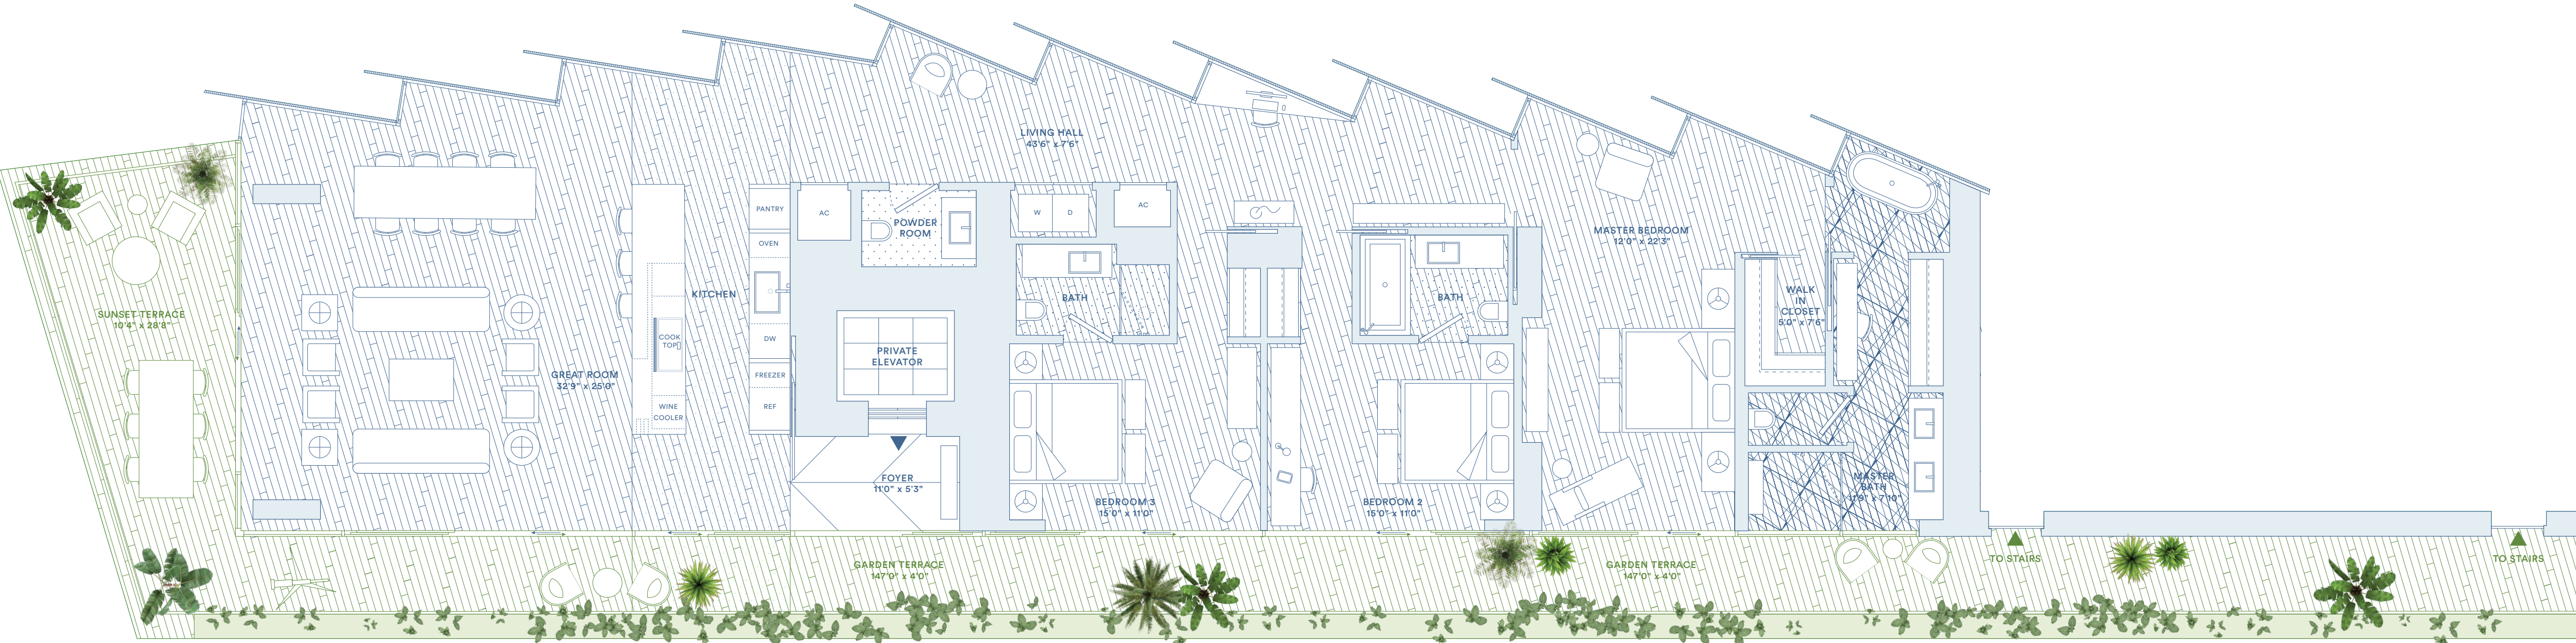 SUNSET TERRACE
10'4" x 28'8"
GREAT ROOM
32'9" x 25'0"
KITCHEN
COOK
TOP
WINE
COOLER
PANTRY
OVEN
DW
FREEZER
REF
AC
POWDER
ROOM
PRIVATE
ELEVATOR
FOYER
11'0" x 5'3"
LIVING HALL
43'6" x 7'6"
W
D
AC
BATH
BEDROOM 3
15'0" x 11'0"
BATH
BEDROOM 2
15'0" x 11'0"
MASTER BEDROOM
12'0" x 22'3"
WALK
IN
CLOSET
5'0" x 7'6"
MASTER
BATH
11'9" x 7'10"
GARDEN TERRACE
147'0" x 4'0"
GARDEN TERRACE
147'0" x 4'0"
TO STAIRS
TO STAIRS